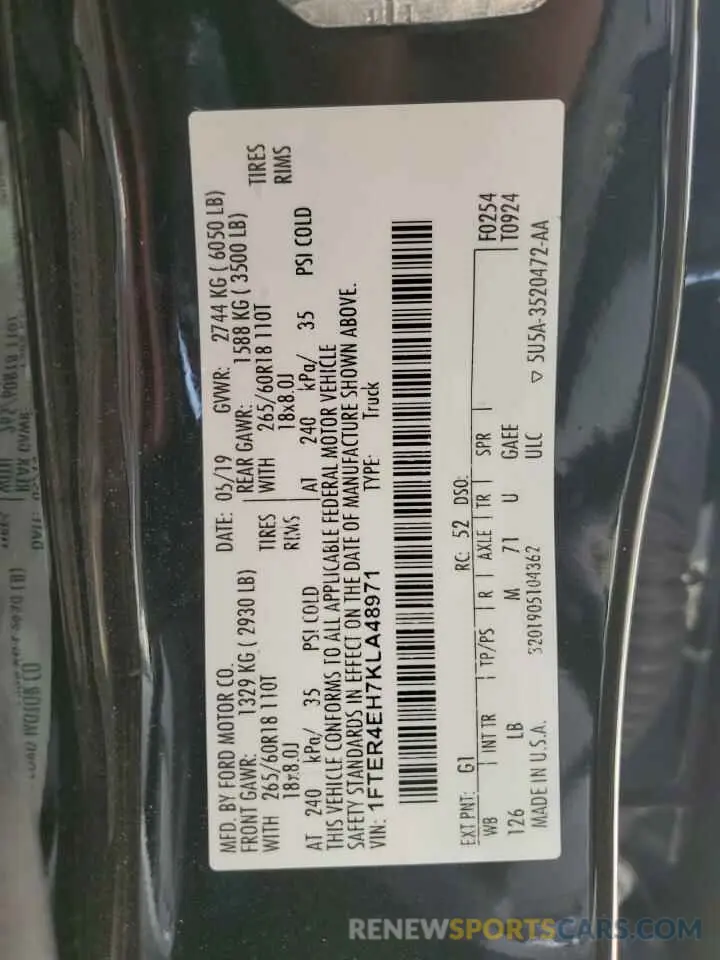 MFD. BY FORD MOTOR CO.
DATE: 05/19 GVWR: 2744 KG ( 6050 LB)
FRONT GAWR: 1329 KG ( 2930 LB) REAR GAWR: 1588 KG ( 3500 LB)
WITH 265/60R18 110T TIRES WITH 265/60R18 110T TIRES
18x8.0J RIMS 18x8.0J RIMS
AT 240 kPa/ 35 PSI COLD AT 240 kPa/ 35 PSI COLD
THIS VEHICLE CONFORMS TO ALL APPLICABLE FEDERAL MOTOR VEHICLE
SAFETY STANDARDS IN EFFECT ON THE DATE OF MANUFACTURE SHOWN ABOVE.
VIN: 1FTER4EH7KLA48971 TYPE: Truck
EXT PNT: G1 RC: 52 DSO: F0254
WB INT TR TP/PS R AXLE TR SPR T0924
126 LB M 71 U GAEE
MADE IN U.S.A. 3201905104362 ULC ▽ 5U5A-3520472-AA
RENEWSPORTSCARS.COM